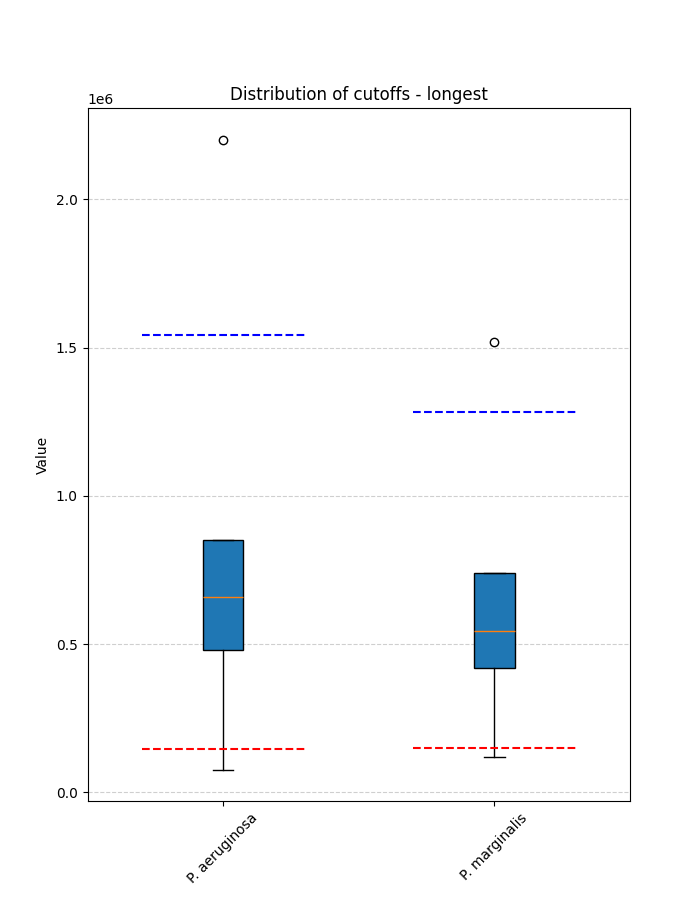 Distribution of cutoffs - longest
1e6
2.0
1.5
1.0
0.5
0.0
Value
P. aeruginosa
P. marginalis